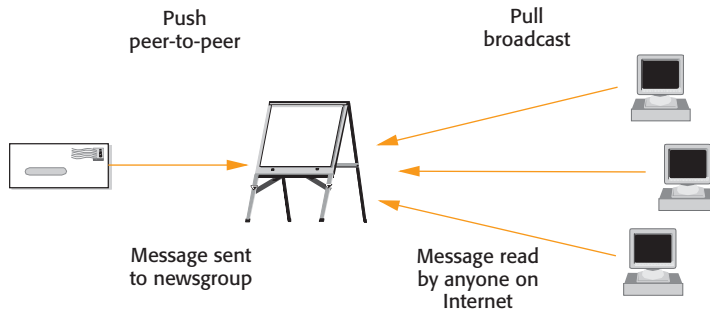 Push
peer-to-peer
Pull
broadcast
Message sent
to newsgroup
Message read
by anyone on
Internet